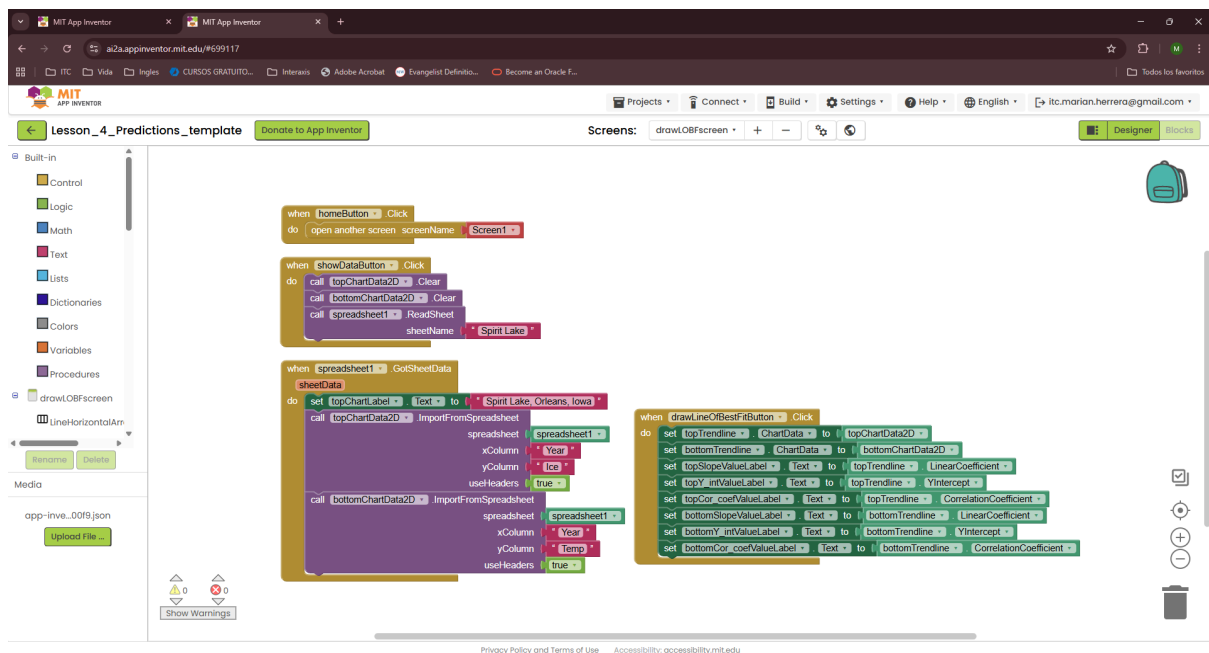 MIT App Inventor
MIT App Inventor
ai2a.appinventor.mit.edu/#699117
ITC Vida Ingles CURSOS GRATUITO... Interaxis Adobe Acrobat Evangelist Definitio... Become an Oracle F... Todos los favoritos
MIT
APP INVENTOR
Projects Connect Build Settings Help English itc.marian.herrera@gmail.com
Lesson_4_Predictions_template Donate to App Inventor Screens: drawLOBFscreen + − Designer Blocks
Built-in
Control
Logic
Math
Text
Lists
Dictionaries
Colors
Variables
Procedures
drawLOBFscreen
LineHorizontalArr
Rename Delete
Media
app-inve...00f9.json
Upload File ...
when homeButton .Click
do open another screen screenName Screen1
when showDataButton .Click
do call topChartData2D .Clear
call bottomChartData2D .Clear
call spreadsheet1 .ReadSheet
sheetName " Spirit Lake "
when spreadsheet1 .GotSheetData
sheetData
do set topChartLabel . Text to " Spirit Lake, Orleans, Iowa "
call topChartData2D .ImportFromSpreadsheet
spreadsheet spreadsheet1
xColumn " Year "
yColumn " Ice "
useHeaders true
call bottomChartData2D .ImportFromSpreadsheet
spreadsheet spreadsheet1
xColumn " Year "
yColumn " Temp "
useHeaders true
when drawLineOfBestFitButton .Click
do set topTrendline . ChartData to topChartData2D
set bottomTrendline . ChartData to bottomChartData2D
set topSlopeValueLabel . Text to topTrendline . LinearCoefficient
set topY_intValueLabel . Text to topTrendline . YIntercept
set topCor_coefValueLabel . Text to topTrendline . CorrelationCoefficient
set bottomSlopeValueLabel . Text to bottomTrendline . LinearCoefficient
set bottomY_intValueLabel . Text to bottomTrendline . YIntercept
set bottomCor_coefValueLabel . Text to bottomTrendline . CorrelationCoefficient
0 0
Show Warnings
Privacy Policy and Terms of Use Accessibility: accessibility.mit.edu